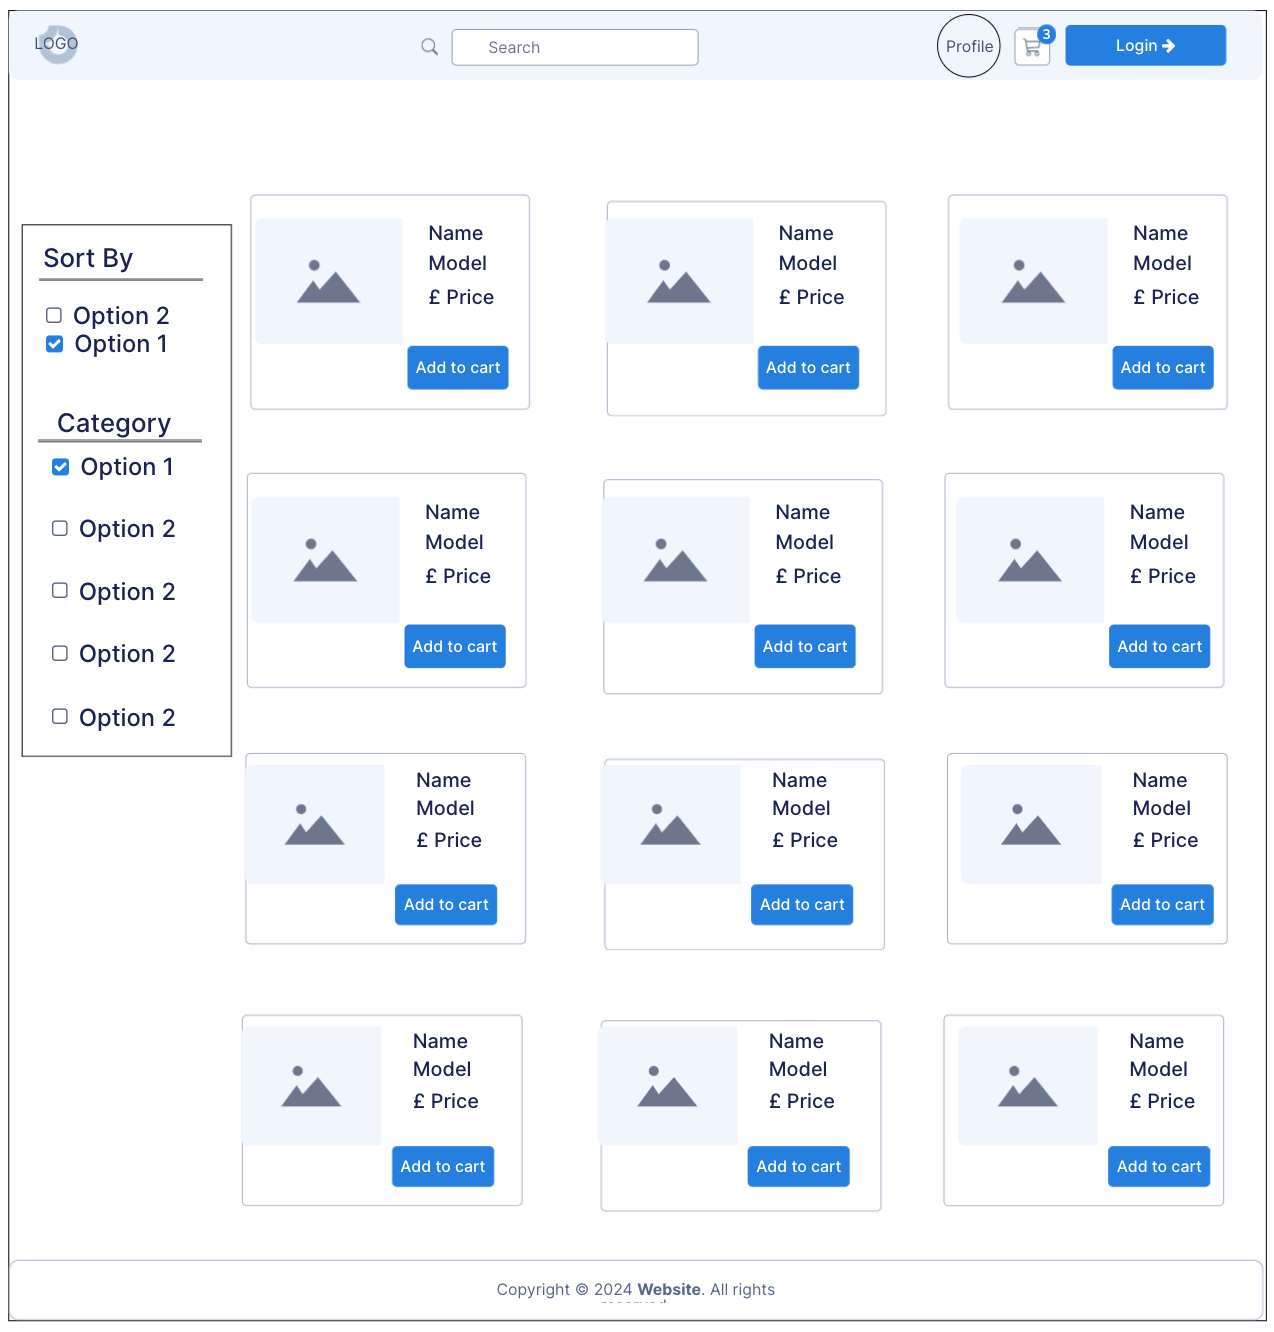 LOGO
Search
Profile
3
Login
Sort By
Option 2
Option 1
Category
Option 1
Option 2
Option 2
Option 2
Option 2
Name
Model
£ Price
Add to cart
Name
Model
£ Price
Add to cart
Name
Model
£ Price
Add to cart
Name
Model
£ Price
Add to cart
Name
Model
£ Price
Add to cart
Name
Model
£ Price
Add to cart
Name
Model
£ Price
Add to cart
Name
Model
£ Price
Add to cart
Name
Model
£ Price
Add to cart
Name
Model
£ Price
Add to cart
Name
Model
£ Price
Add to cart
Name
Model
£ Price
Add to cart
Copyright © 2024 Website. All rights
reserved